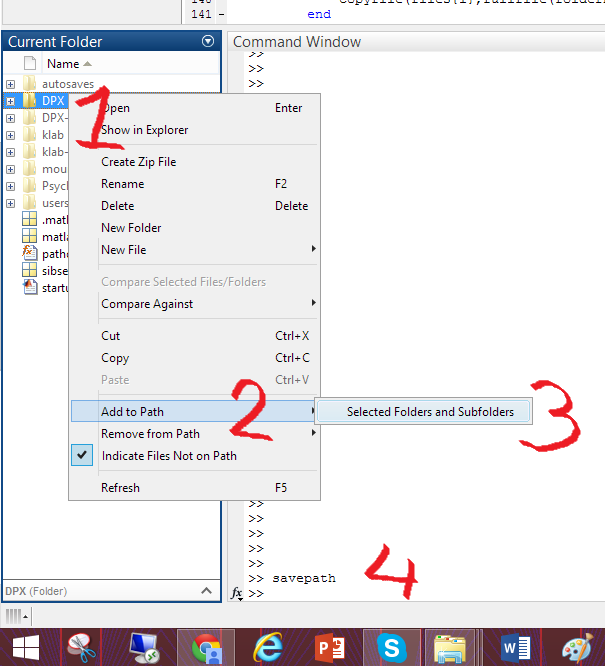 140
copyfile(files{i},fullfile(folder
141 -
end
Current Folder
Command Window
Name
>>
>>
>>
autosaves
DPX
DPX-
klab
klab-
mou
Psych
users
.matl
matla
patho
sibse
startu
1
Open Enter
Show in Explorer
Create Zip File
Rename F2
Delete Delete
New Folder
New File
Compare Selected Files/Folders
Compare Against
Cut Ctrl+X
Copy Ctrl+C
Paste Ctrl+V
Add to Path
2
Selected Folders and Subfolders
3
Remove from Path
Indicate Files Not on Path
Refresh F5
>>
>>
>>
>>
>>
>> savepath
4
DPX (Folder)
fx >>